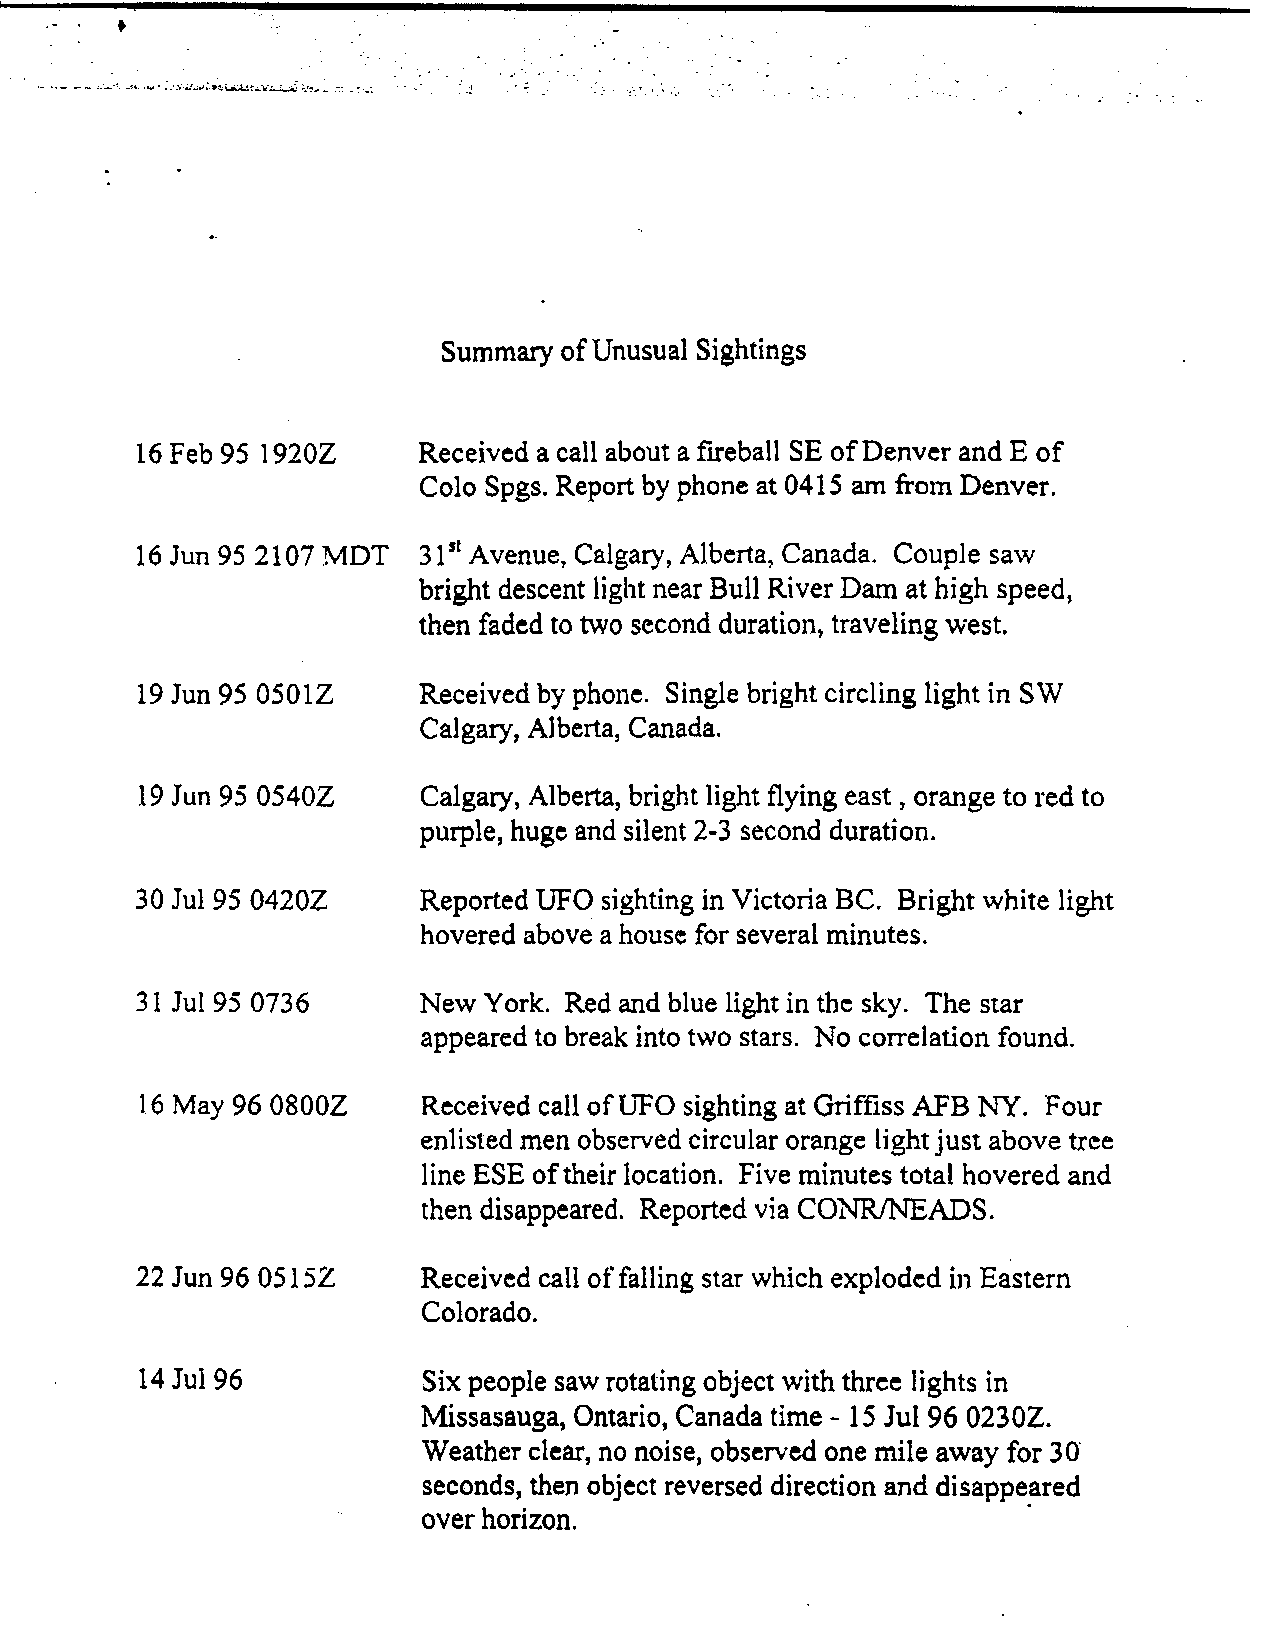 Summary of Unusual Sightings
16 Feb 95 1920Z Received a call about a fireball SE of Denver and E of
Colo Spgs. Report by phone at 0415 am from Denver.
16 Jun 95 2107 MDT 31st Avenue, Calgary, Alberta, Canada. Couple saw
bright descent light near Bull River Dam at high speed,
then faded to two second duration, traveling west.
19 Jun 95 0501Z Received by phone. Single bright circling light in SW
Calgary, Alberta, Canada.
19 Jun 95 0540Z Calgary, Alberta, bright light flying east , orange to red to
purple, huge and silent 2-3 second duration.
30 Jul 95 0420Z Reported UFO sighting in Victoria BC. Bright white light
hovered above a house for several minutes.
31 Jul 95 0736 New York. Red and blue light in the sky. The star
appeared to break into two stars. No correlation found.
16 May 96 0800Z Received call of UFO sighting at Griffiss AFB NY. Four
enlisted men observed circular orange light just above tree
line ESE of their location. Five minutes total hovered and
then disappeared. Reported via CONR/NEADS.
22 Jun 96 0515Z Received call of falling star which exploded in Eastern
Colorado.
14 Jul 96 Six people saw rotating object with three lights in
Missasauga, Ontario, Canada time - 15 Jul 96 0230Z.
Weather clear, no noise, observed one mile away for 30
seconds, then object reversed direction and disappeared
over horizon.